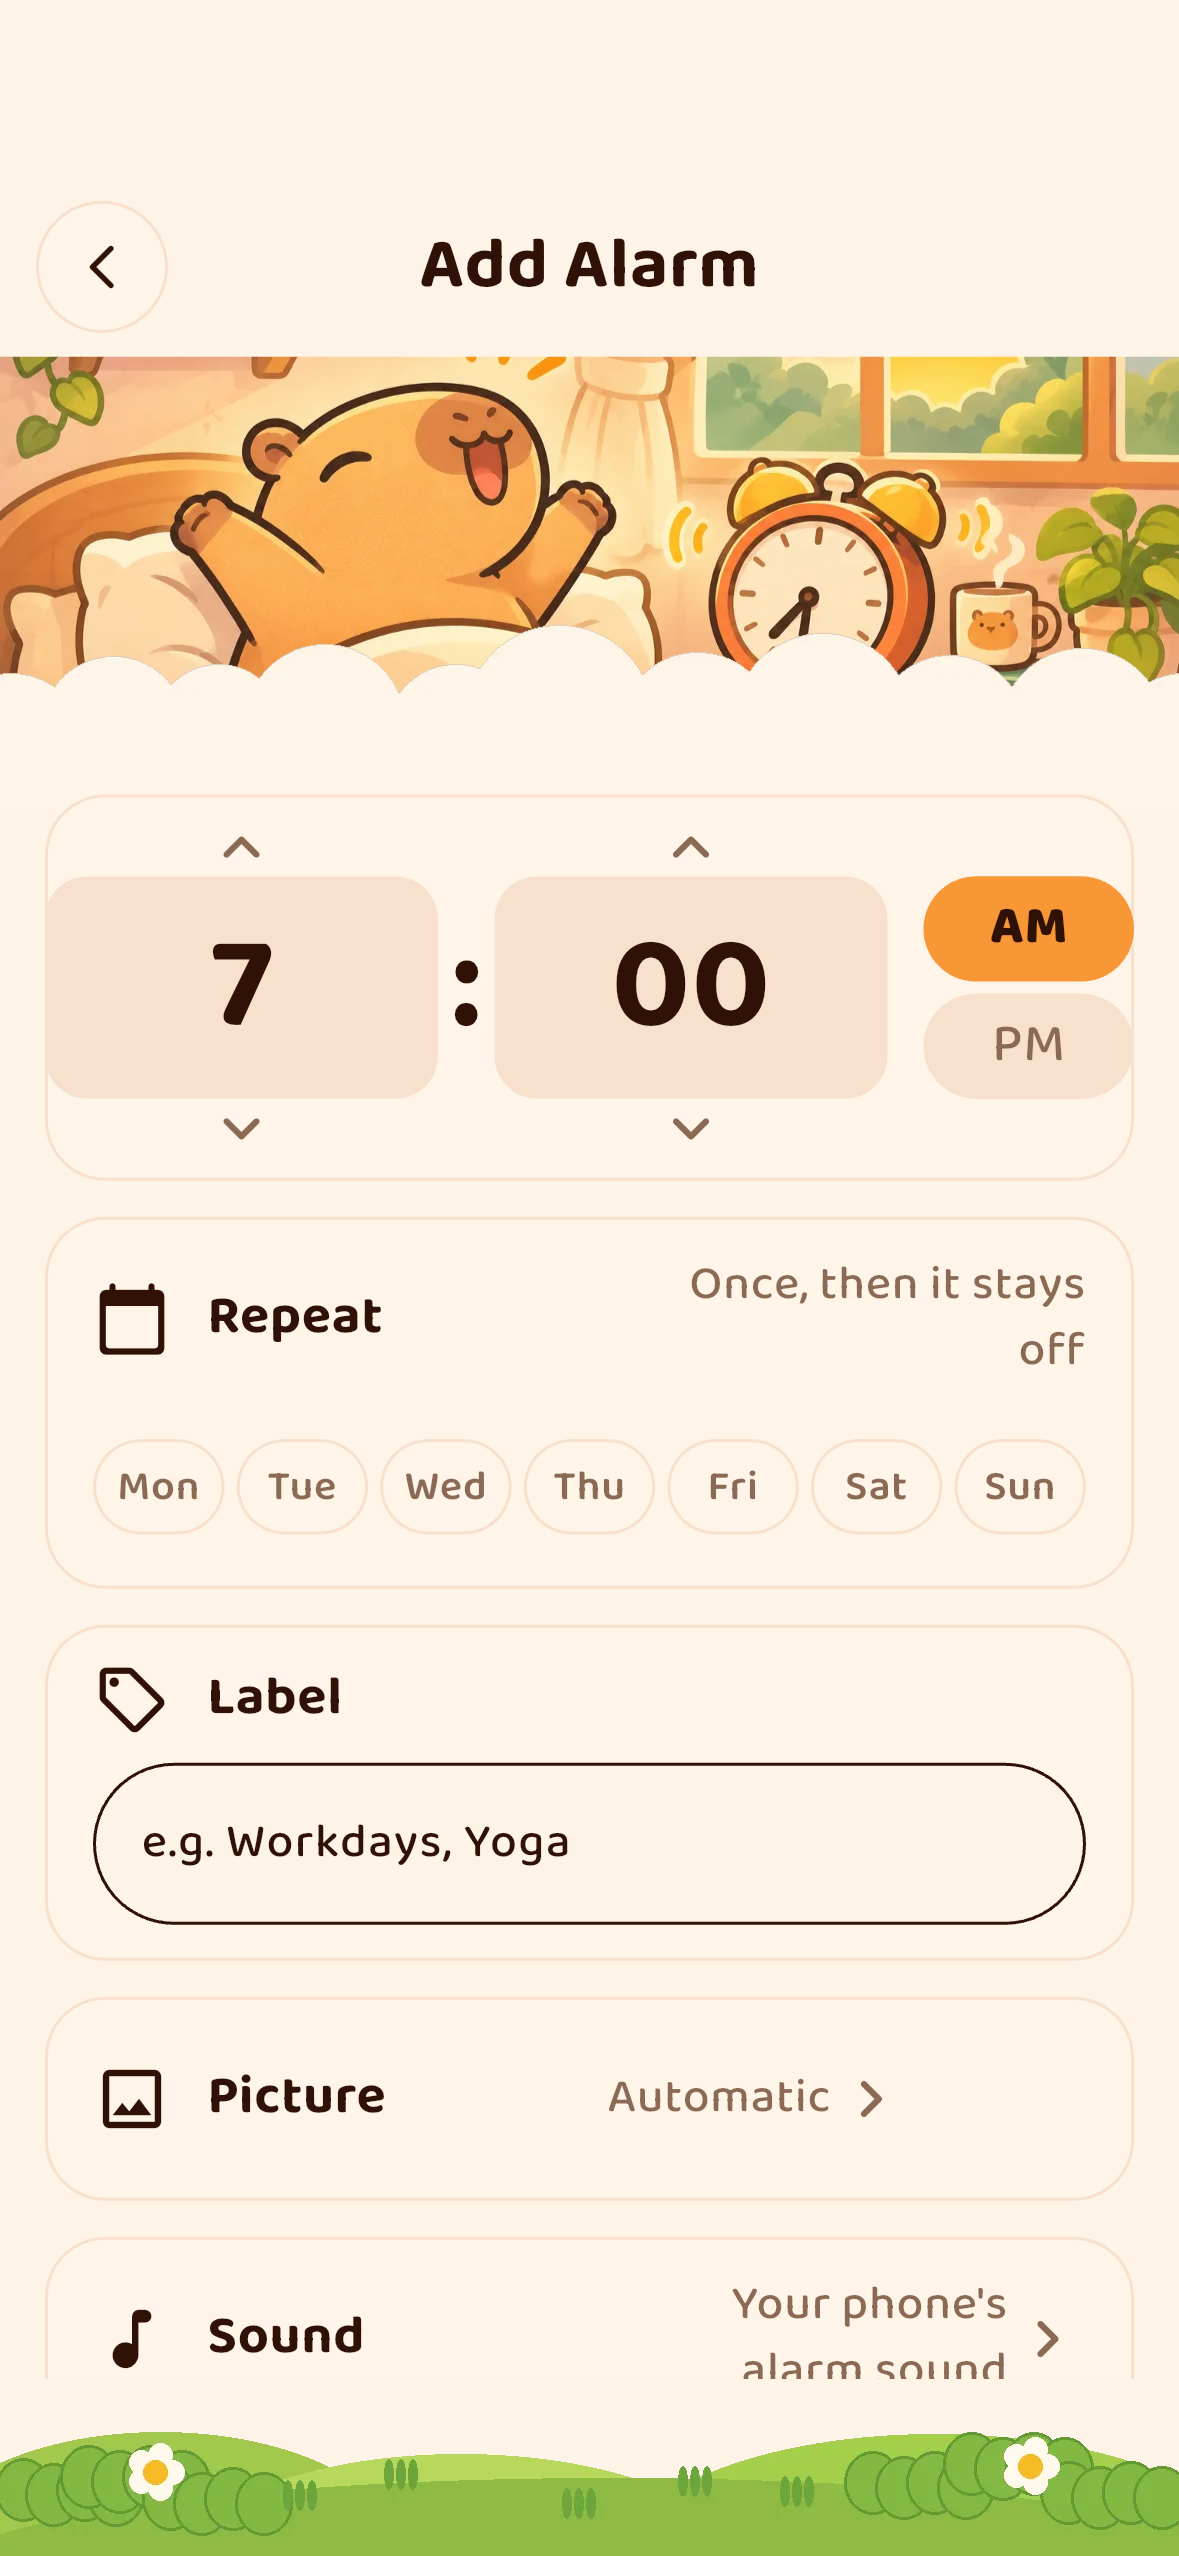 Add Alarm
7 : 00
AM
PM
Repeat
Once, then it stays
off
Mon Tue Wed Thu Fri Sat Sun
Label
e.g. Workdays, Yoga
Picture
Automatic
Sound
Your phone's
alarm sound